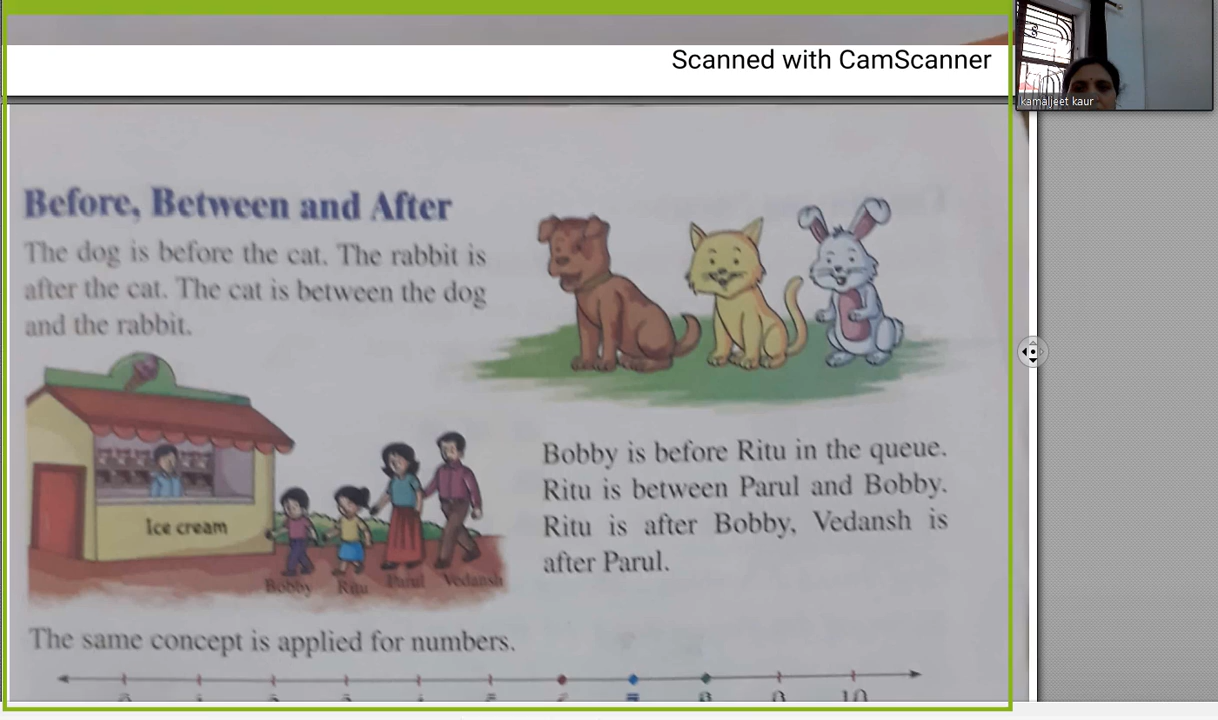 Scanned with CamScanner
kamaljeet kaur
Before, Between and After
The dog is before the cat. The rabbit is
after the cat. The cat is between the dog
and the rabbit.
Ice cream
Bobby Ritu Parul Vedansh
Bobby is before Ritu in the queue.
Ritu is between Parul and Bobby.
Ritu is after Bobby, Vedansh is
after Parul.
The same concept is applied for numbers.